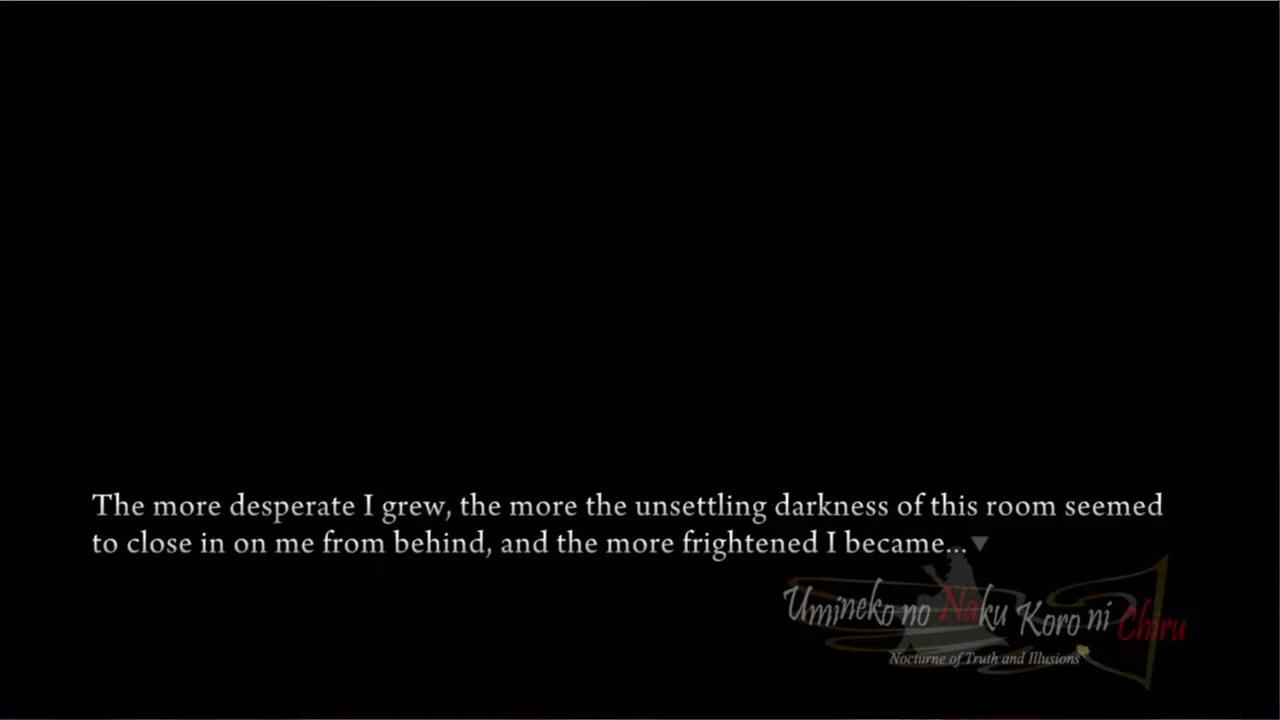 The more desperate I grew, the more the unsettling darkness of this room seemed
to close in on me from behind, and the more frightened I became...
Umineko no Naku Koro ni Chiru
Nocturne of Truth and Illusions